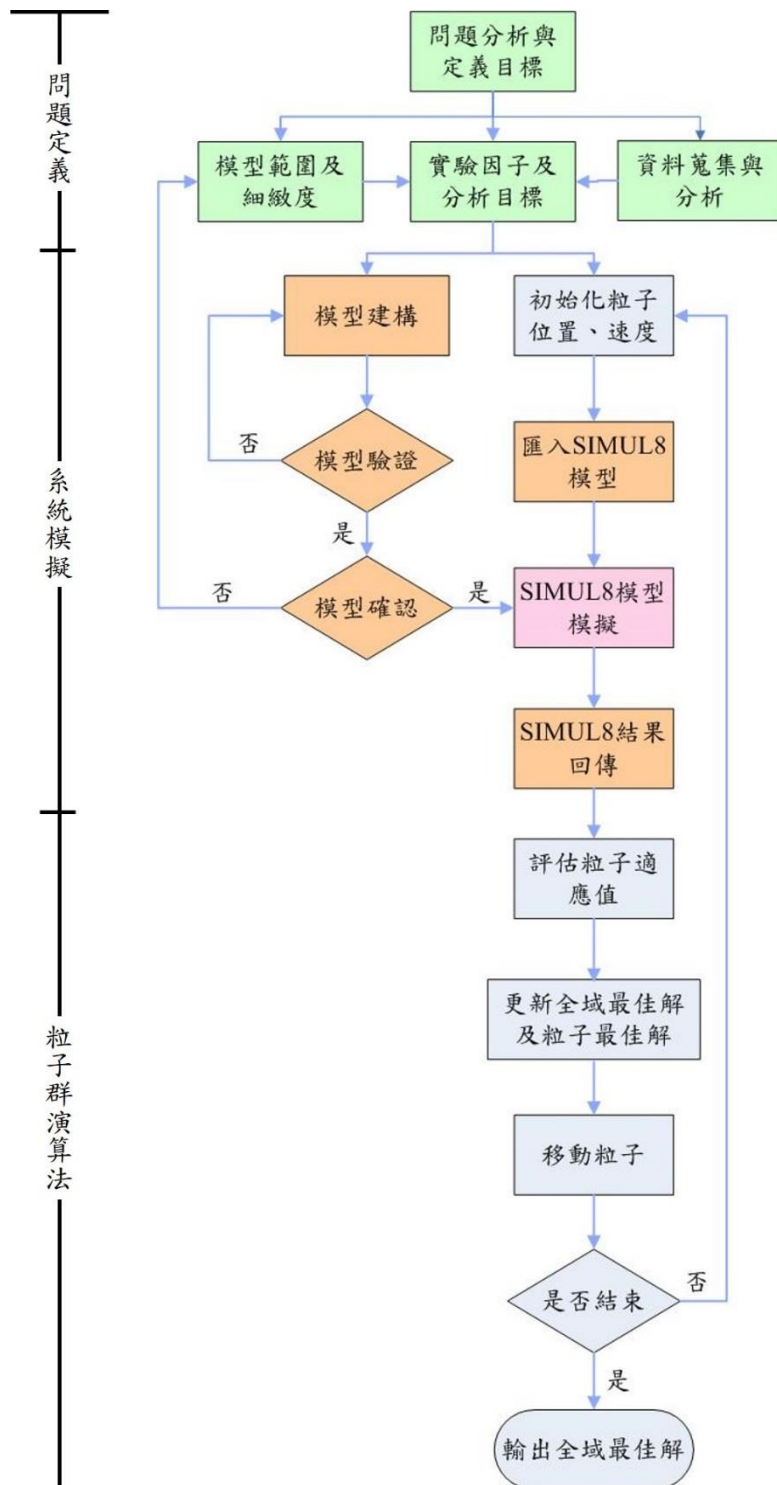 問題分析與
定義目標
問題定義
模型範圍及
細緻度
實驗因子及
分析目標
資料蒐集與
分析
系統模擬
模型建構
初始化粒子
位置、速度
否
模型驗證
匯入SIMUL8
模型
是
否
模型確認
是
SIMUL8模型
模擬
SIMUL8結果
回傳
粒子群演算法
評估粒子適
應值
更新全域最佳解
及粒子最佳解
移動粒子
是否結束
否
是
輸出全域最佳解